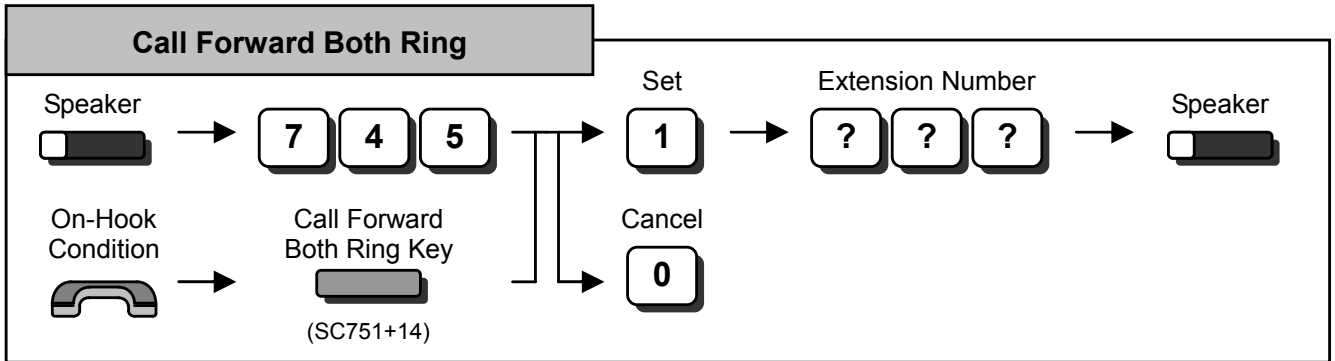 Call Forward Both Ring
Speaker
7 4 5
Set
1
Extension Number
? ? ?
Speaker
On-Hook
Condition
Call Forward
Both Ring Key
(SC751+14)
Cancel
0